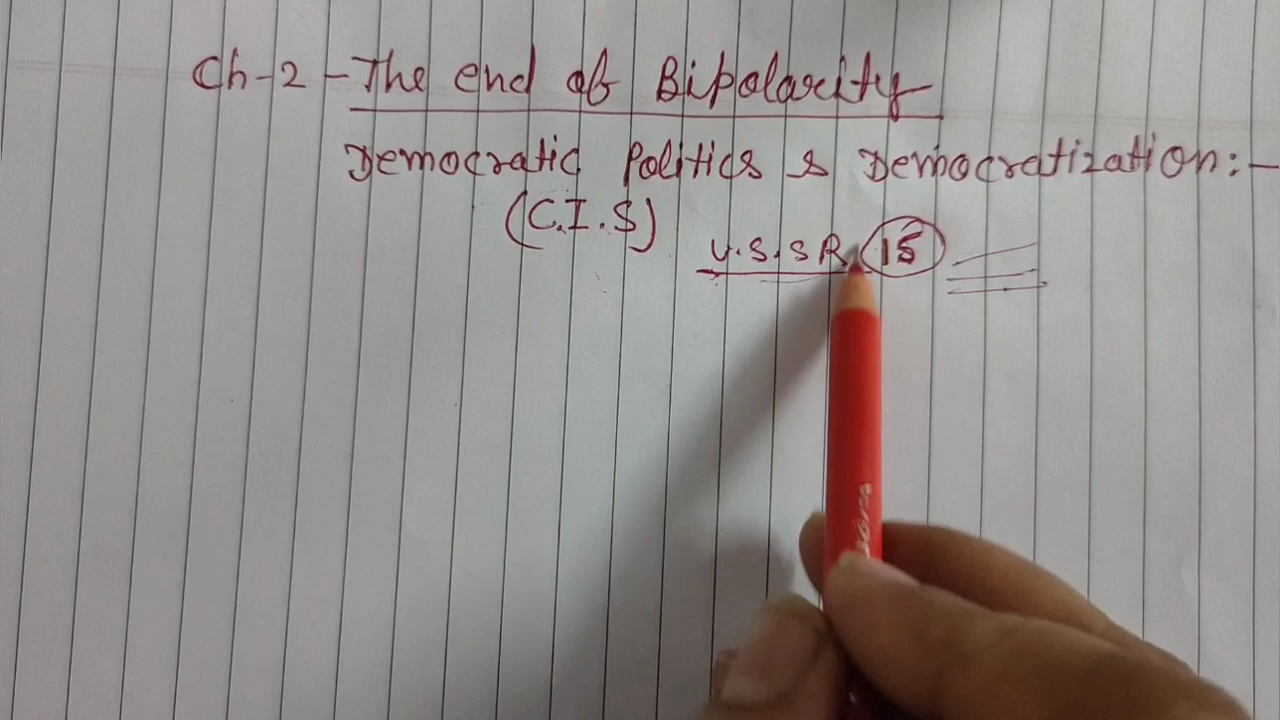 Ch-2 - The end of Bipolarity
Democratic Politics & Democratization:-
(C.I.S)
U.S.S.R. 15